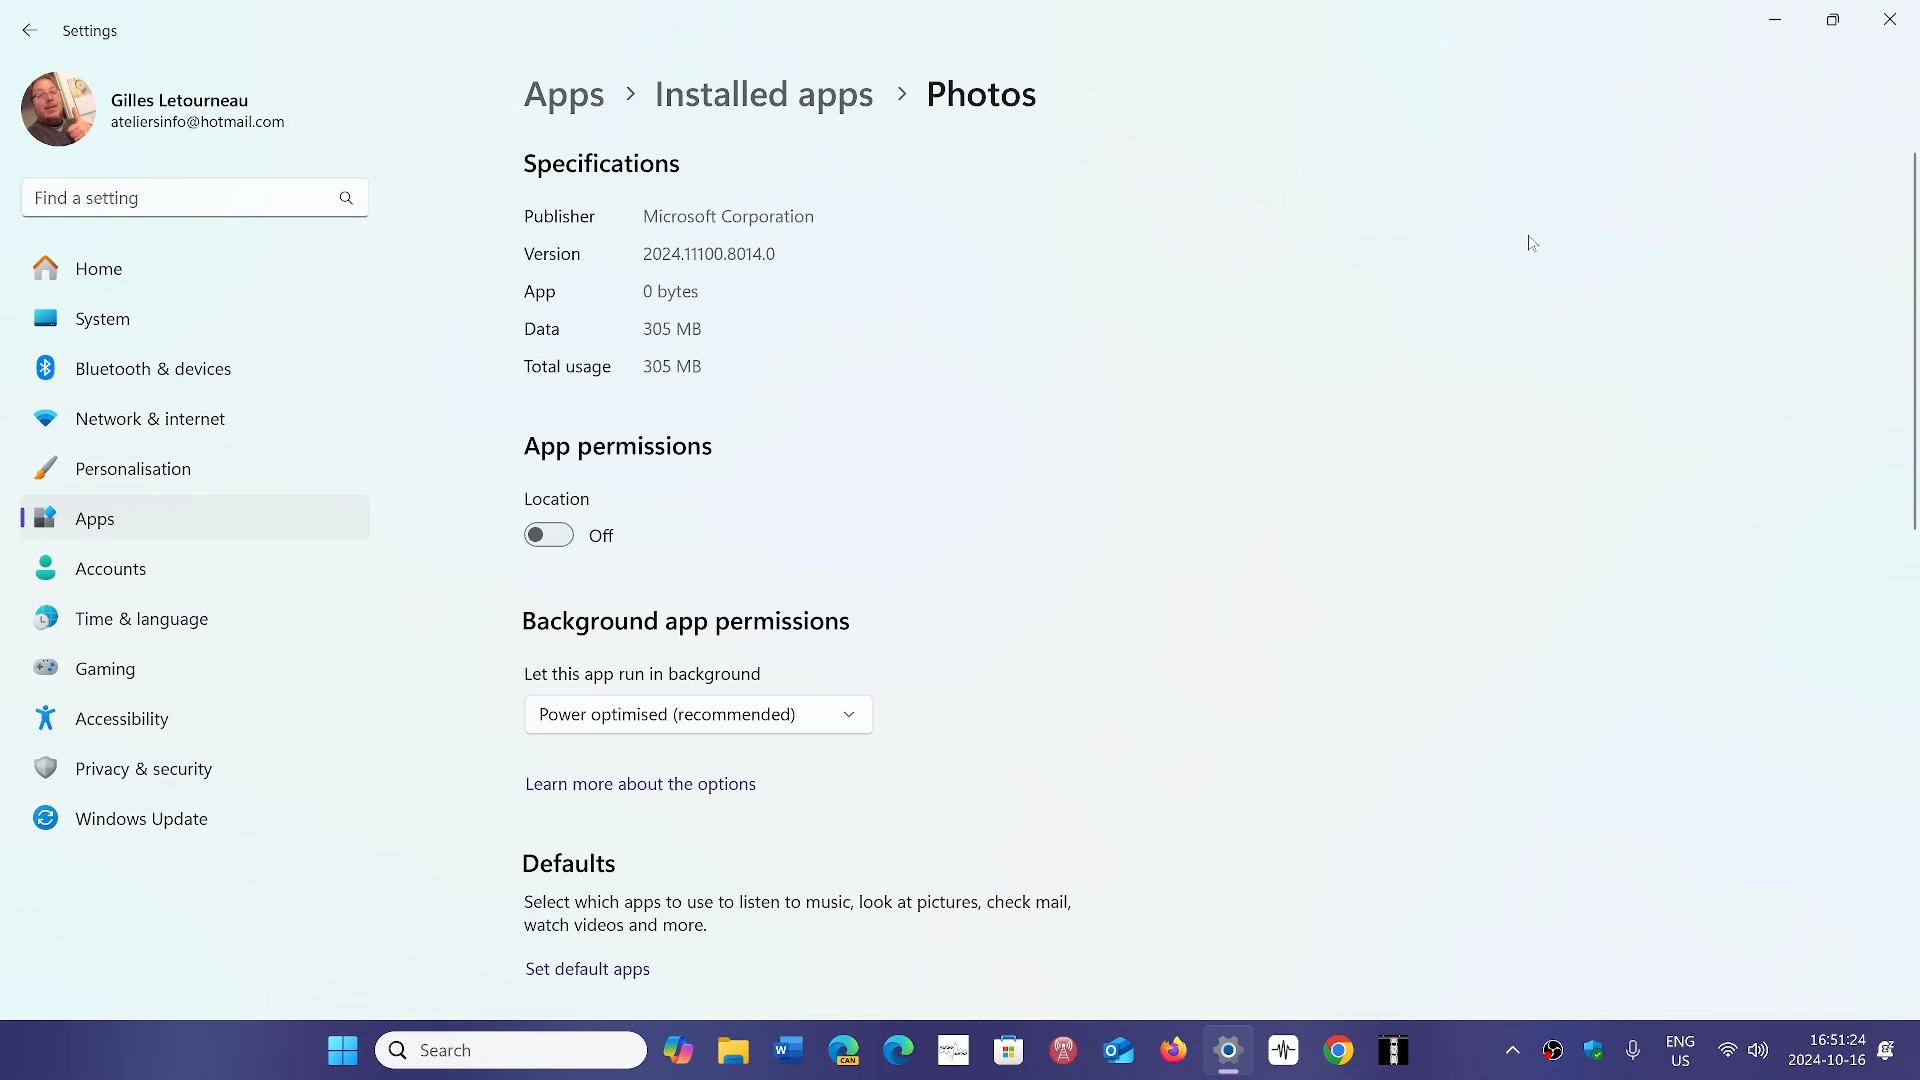 Settings
Gilles Letourneau
ateliersinfo@hotmail.com
Find a setting
Home
System
Bluetooth & devices
Network & internet
Personalisation
Apps
Accounts
Time & language
Gaming
Accessibility
Privacy & security
Windows Update
Apps > Installed apps > Photos
Specifications
Publisher Microsoft Corporation
Version 2024.11100.8014.0
App 0 bytes
Data 305 MB
Total usage 305 MB
App permissions
Location
Off
Background app permissions
Let this app run in background
Power optimised (recommended)
Learn more about the options
Defaults
Select which apps to use to listen to music, look at pictures, check mail,
watch videos and more.
Set default apps
Search
W
CAN
ENG
US
16:51:24
2024-10-16